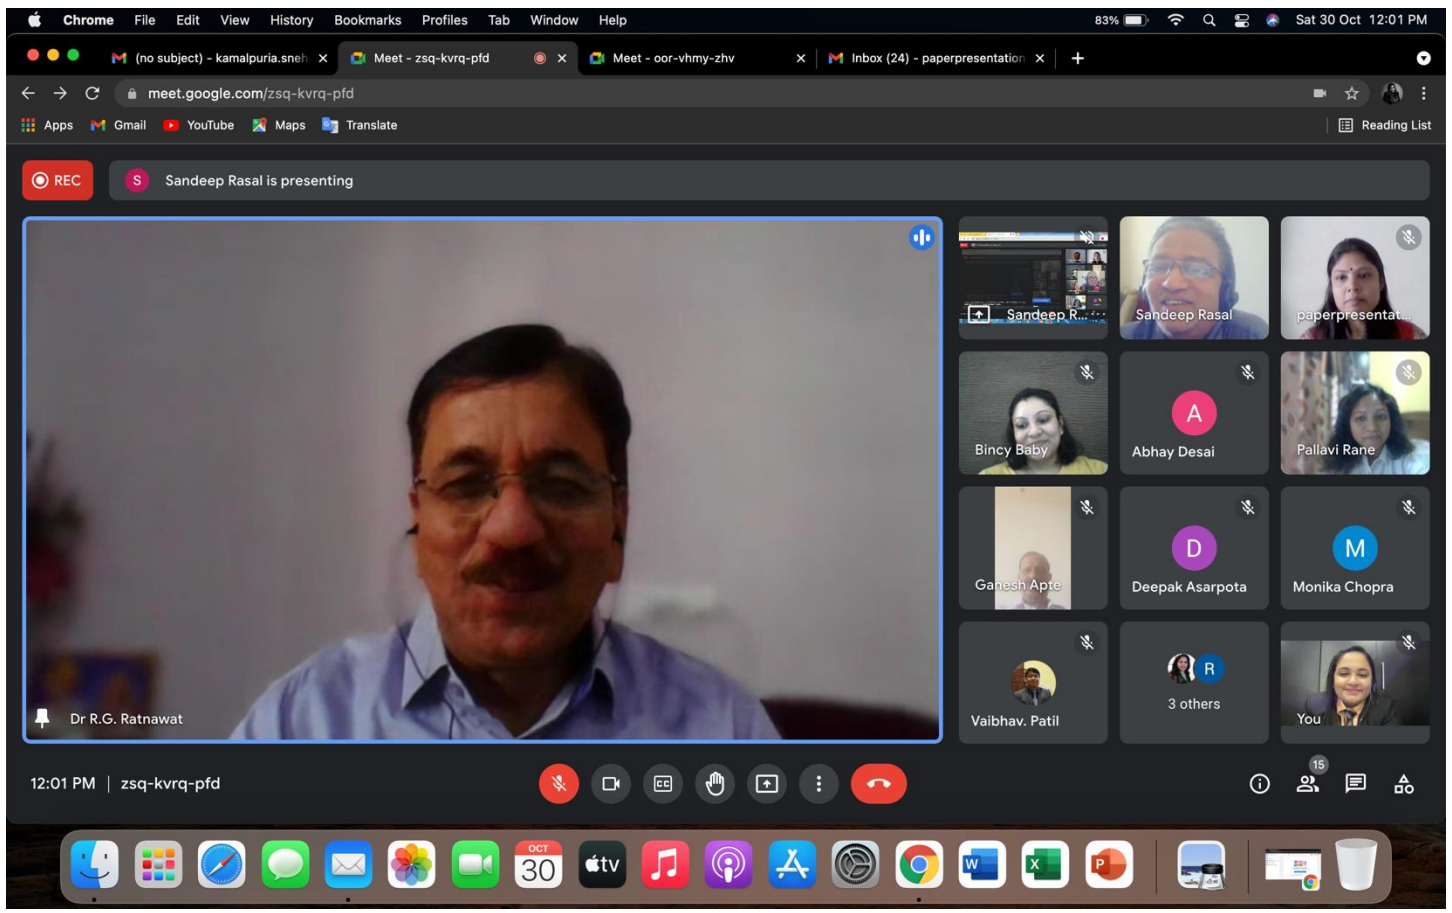 Chrome File Edit View History Bookmarks Profiles Tab Window Help 83% Sat 30 Oct 12:01 PM
(no subject) - kamalpuria.sneh Meet - zsq-kvrq-pfd Meet - oor-vhmy-zhv Inbox (24) - paperpresentation
meet.google.com/zsq-kvrq-pfd
Apps Gmail YouTube Maps Translate Reading List
REC S Sandeep Rasal is presenting
Sandeep R... Sandeep Rasal paperpresentat...
A
Bincy Baby Abhay Desai Pallavi Rane
D M
Ganesh Apte Deepak Asarpota Monika Chopra
R
3 others
Dr R.G. Ratnawat Vaibhav. Patil You
12:01 PM | zsq-kvrq-pfd CC 15
OCT
30 tv W X P